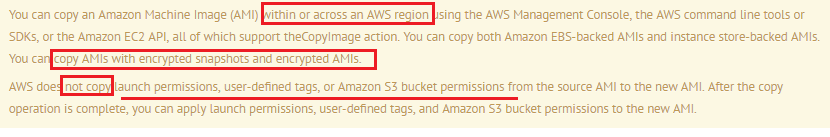 You can copy an Amazon Machine Image (AMI) within or across an AWS region using the AWS Management Console, the AWS command line tools or
SDKs, or the Amazon EC2 API, all of which support theCopyImage action. You can copy both Amazon EBS-backed AMIs and instance store-backed AMIs.
You can copy AMIs with encrypted snapshots and encrypted AMIs.
AWS does not copy launch permissions, user-defined tags, or Amazon S3 bucket permissions from the source AMI to the new AMI. After the copy
operation is complete, you can apply launch permissions, user-defined tags, and Amazon S3 bucket permissions to the new AMI.